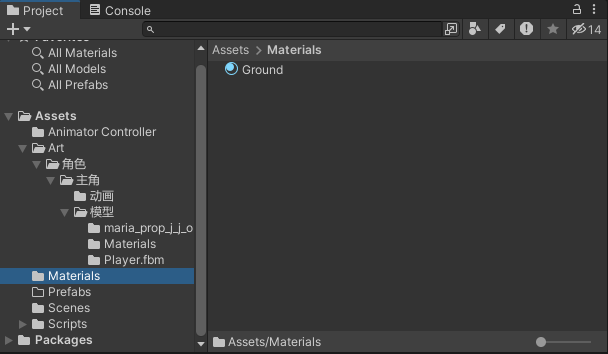 Project
Console
14
Favorites
All Materials
All Models
All Prefabs
Assets
Animator Controller
Art
角色
主角
动画
模型
maria_prop_j_j_o
Materials
Player.fbm
Materials
Prefabs
Scenes
Scripts
Packages
Assets > Materials
Ground
Assets/Materials